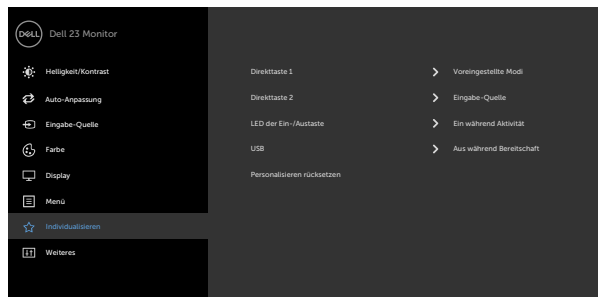 DELL Dell 23 Monitor
Helligkeit/Kontrast
Auto-Anpassung
Eingabe-Quelle
Farbe
Display
Menü
Individualisieren
Weiteres
Direkttaste 1 Voreingestellte Modi
Direkttaste 2 Eingabe-Quelle
LED der Ein-/Austaste Ein während Aktivität
USB Aus während Bereitschaft
Personalisieren rücksetzen